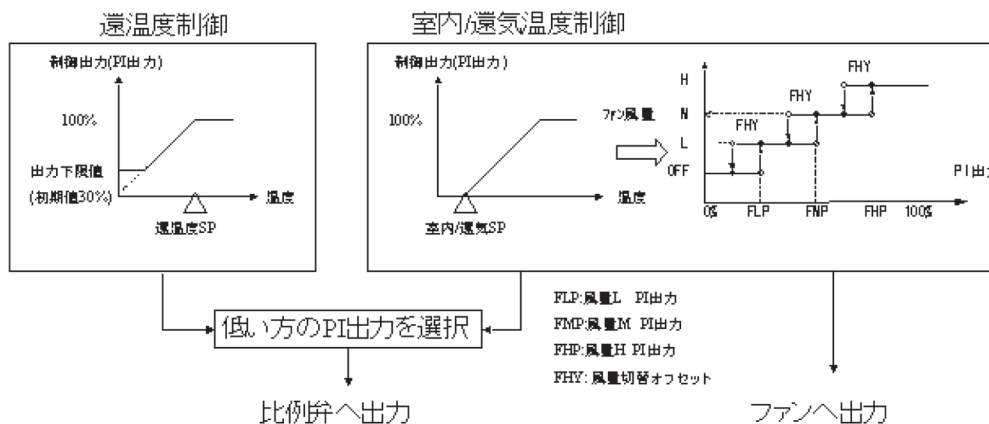 還温度制御
室内/還気温度制御
制御出力(PI出力)
100%
出力下限値
(初期値30%)
温度
還温度SP
制御出力(PI出力)
100%
温度
室内/還気SP
ファン風量
H
N
L
OFF
FHY
FHY
FHY
PI出力
0%
FLP
FMP
FHP
100%
低い方のPI出力を選択
FLP:風量L PI出力
FMP:風量M PI出力
FHP:風量H PI出力
FHY:風量切替オフセット
比例弁へ出力
ファンへ出力